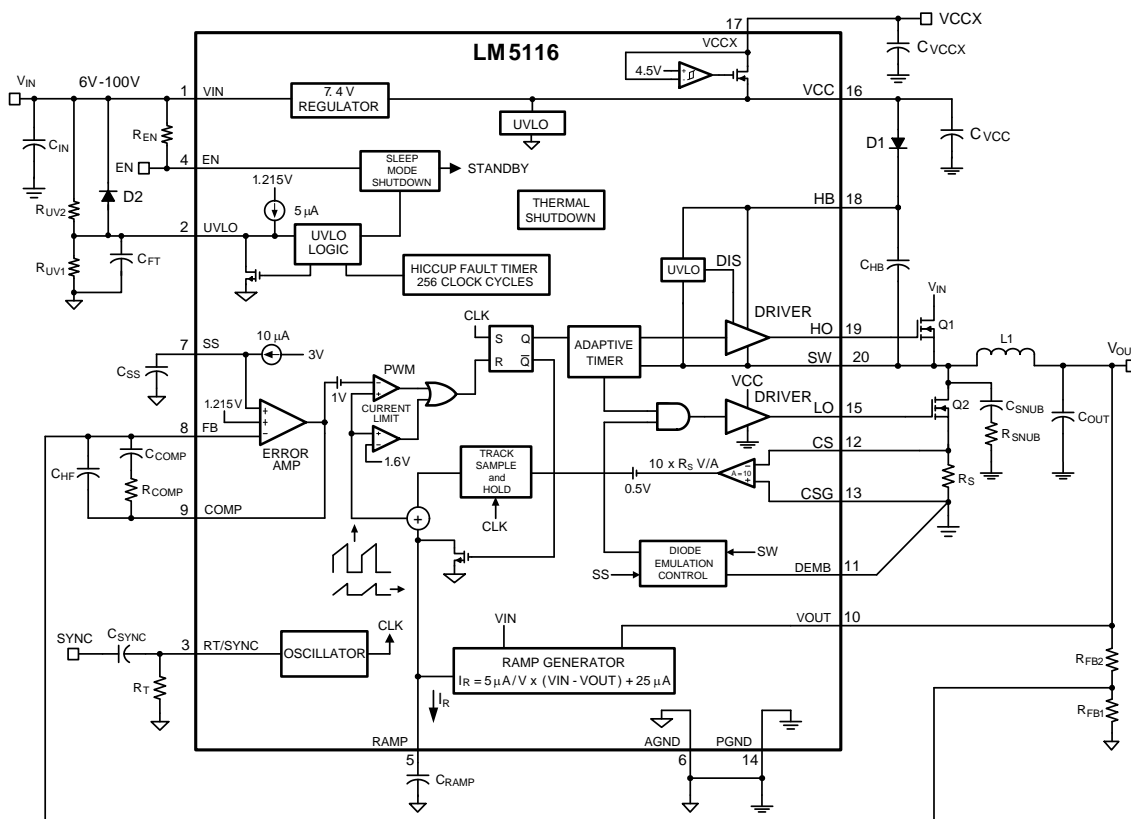 17
VCCX
LM5116
VCCX
CVCCX
4.5V
VIN
6V-100V
1
VIN
7.4 V
REGULATOR
VCC
16
UVLO
CVCC
D1
CIN
REN
EN
4
EN
SLEEP
MODE
SHUTDOWN
STANDBY
D2
RUV2
1.215V
5 µA
THERMAL
SHUTDOWN
HB
18
2
UVLO
UVLO
LOGIC
RUV1
CFT
HICCUP FAULT TIMER
256 CLOCK CYCLES
UVLO
DIS
CHB
VIN
CLK
DRIVER
Q1
7
SS
10 µA
3V
S
Q
R
Q
ADAPTIVE
TIMER
HO
19
L1
VOU
CSS
SW
20
PWM
1V
CURRENT
LIMIT
1.6V
VCC
DRIVER
LO
15
Q2
CSNUB
COUT
RSNUB
1.215V
8
FB
ERROR
AMP
CS
12
CCOMP
CHF
RCOMP
TRACK
SAMPLE
and
HOLD
10 x RS V/A
0.5V
A = 10
RS
CSG
13
9
COMP
CLK
+
DIODE
EMULATION
CONTROL
SW
SS
DEMB
11
VIN
VOUT
10
SYNC
CSYNC
3
RT/SYNC
OSCILLATOR
CLK
RT
RAMP GENERATOR
IR = 5 µA/V x (VIN - VOUT) + 25 µA
RFB2
IR
RFB1
RAMP
5
AGND
6
PGND
14
CRAMP